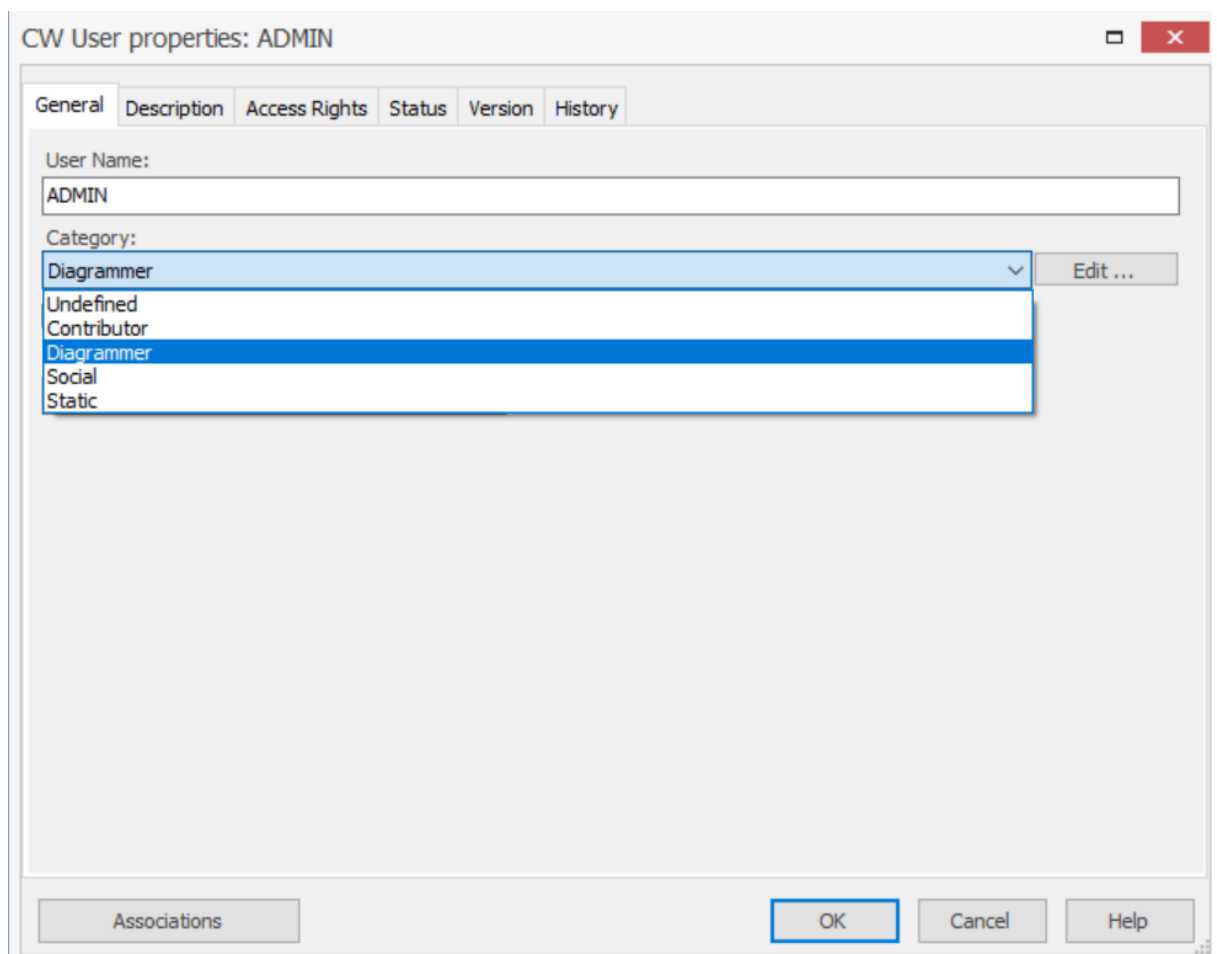 CW User properties: ADMIN
General Description Access Rights Status Version History
User Name:
ADMIN
Category:
Diagrammer Edit ...
Undefined
Contributor
Diagrammer
Social
Static
Associations OK Cancel Help